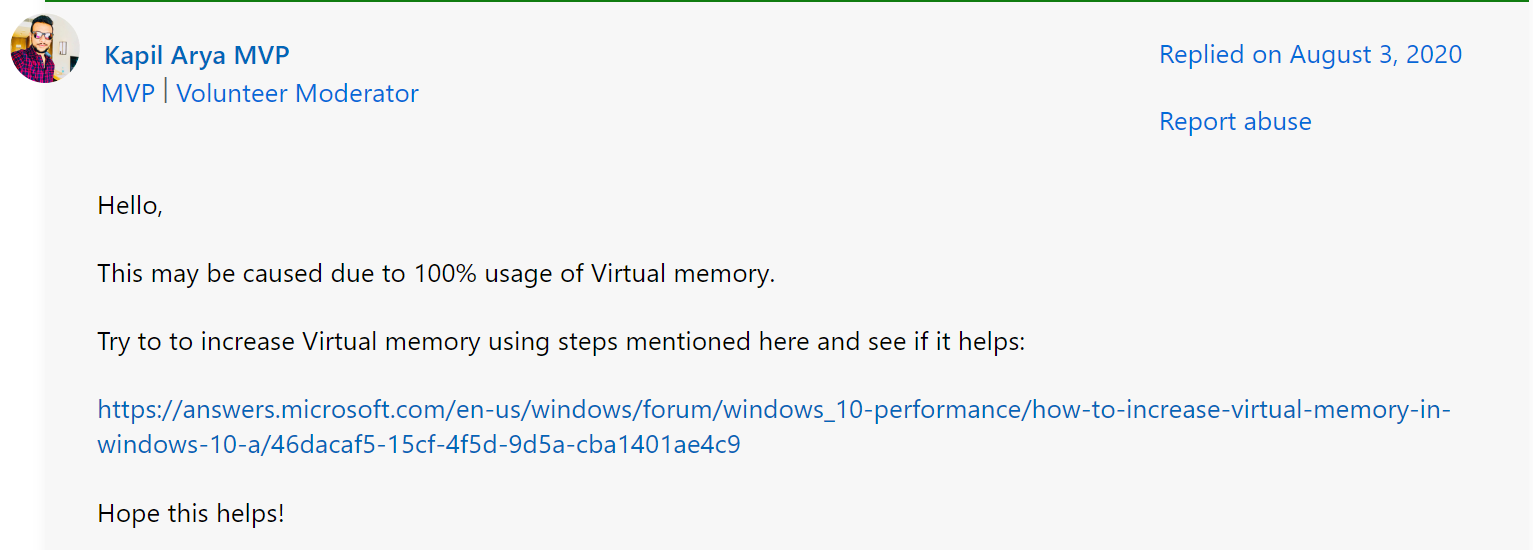 Kapil Arya MVP
Replied on August 3, 2020
MVP | Volunteer Moderator
Report abuse
Hello,
This may be caused due to 100% usage of Virtual memory.
Try to to increase Virtual memory using steps mentioned here and see if it helps:
https://answers.microsoft.com/en-us/windows/forum/windows_10-performance/how-to-increase-virtual-memory-in-
windows-10-a/46dacaf5-15cf-4f5d-9d5a-cba1401ae4c9
Hope this helps!